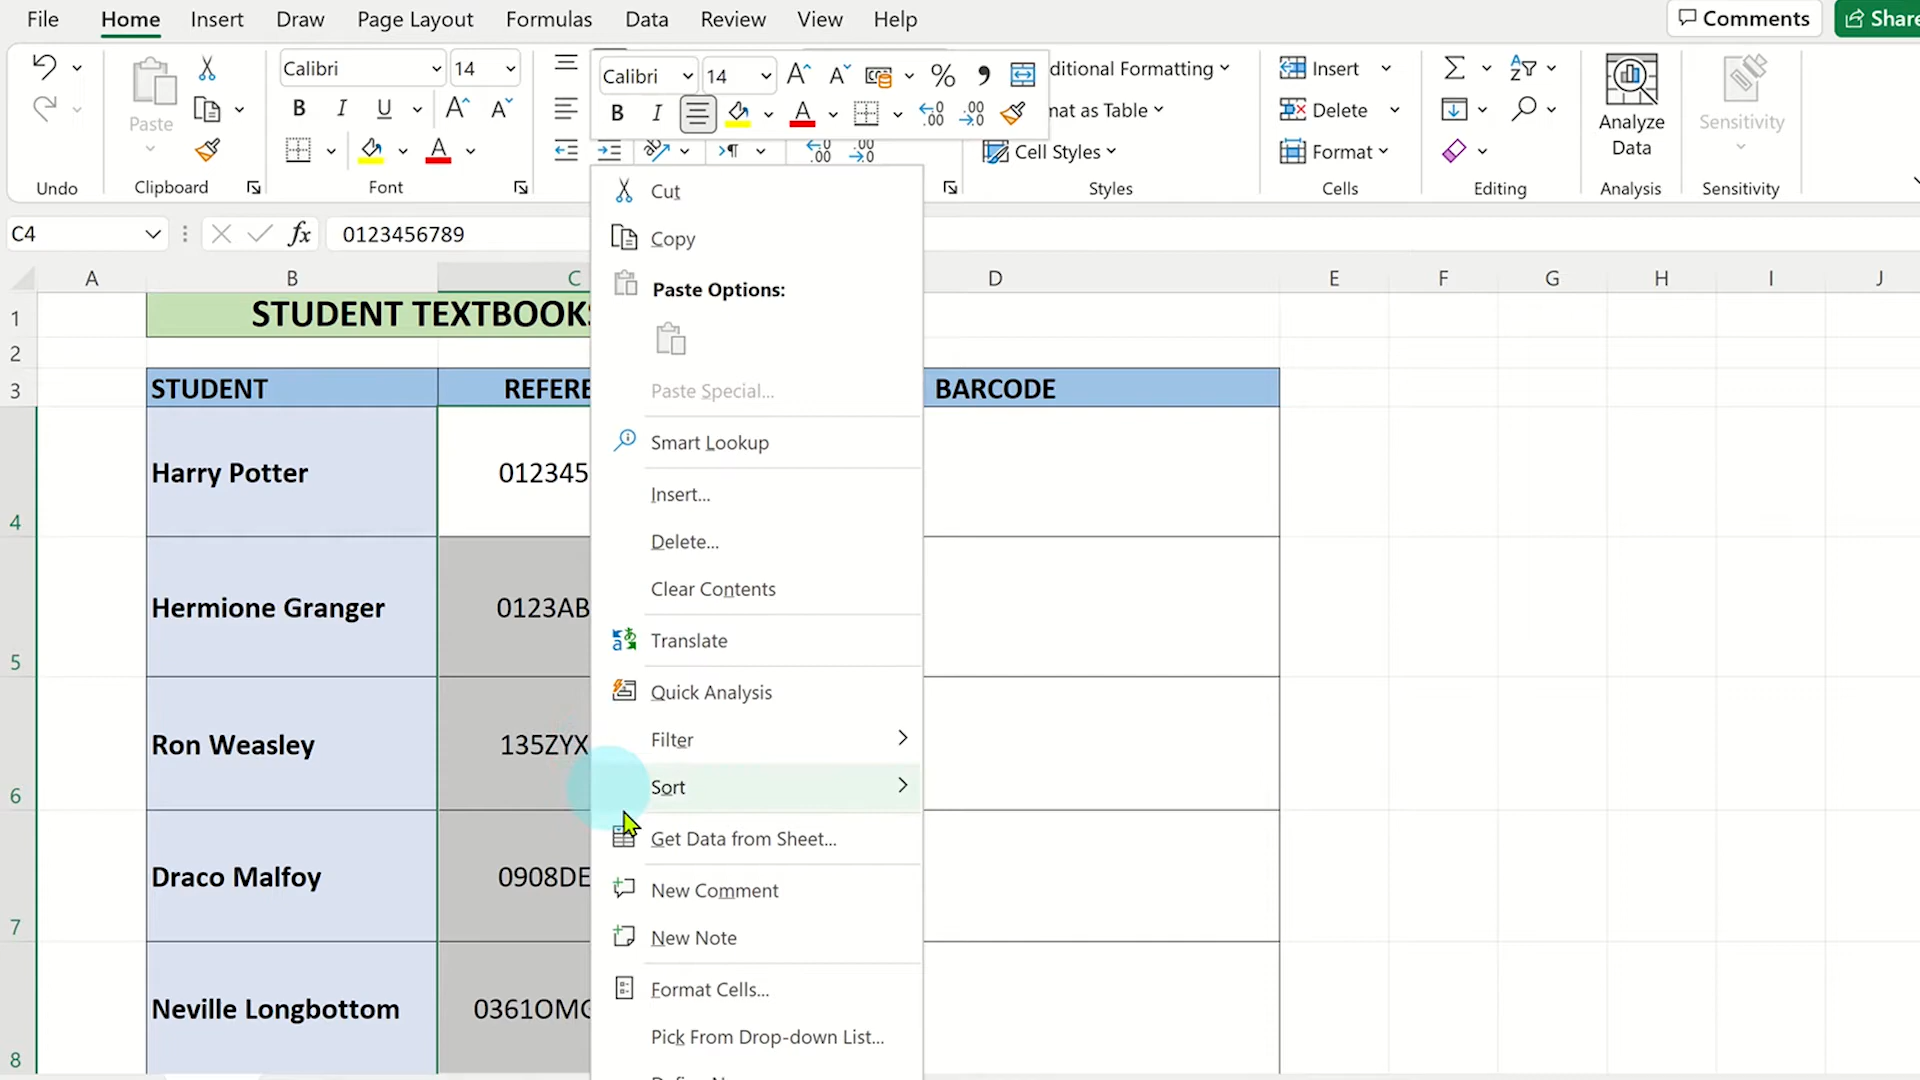 File Home Insert Draw Page Layout Formulas Data Review View Help Comments Share
Calibri 14 Calibri 14 % ditional Formatting Insert Delete Format
B I U B I A mat as Table
Paste Cell Styles Analyze Data Sensitivity
Undo Clipboard Font Styles Cells Editing Analysis Sensitivity
C4 fx 0123456789
A B C D E F G H I J
1 STUDENT TEXTBOOKS
2
3 STUDENT REFERE BARCODE
4 Harry Potter 012345
5 Hermione Granger 0123AB
6 Ron Weasley 135ZYX
7 Draco Malfoy 0908DE
8 Neville Longbottom 0361OMG
Cut
Copy
Paste Options:
Paste Special...
Smart Lookup
Insert...
Delete...
Clear Contents
Translate
Quick Analysis
Filter
Sort
Get Data from Sheet...
New Comment
New Note
Format Cells...
Pick From Drop-down List...